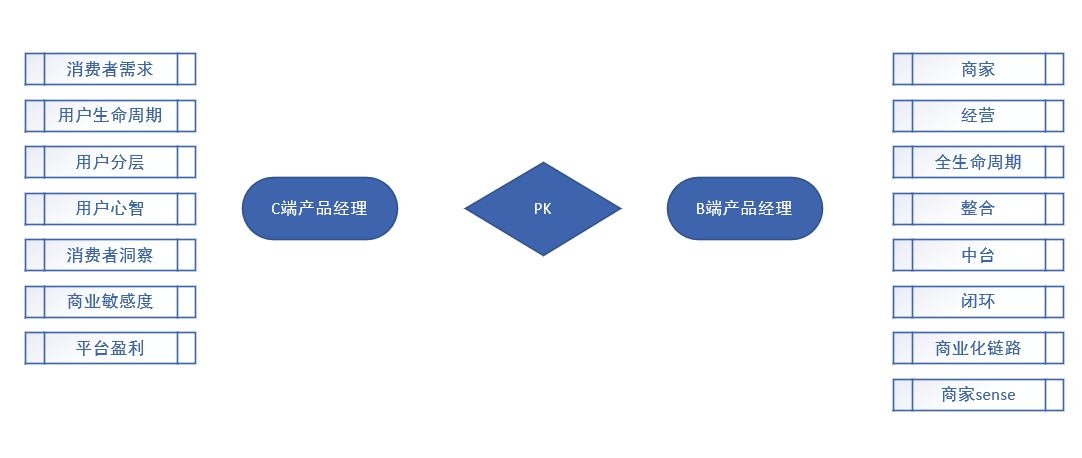 消费者需求
用户生命周期
用户分层
用户心智
消费者洞察
商业敏感度
平台盈利
C端产品经理
PK
B端产品经理
商家
经营
全生命周期
整合
中台
闭环
商业化链路
商家sense